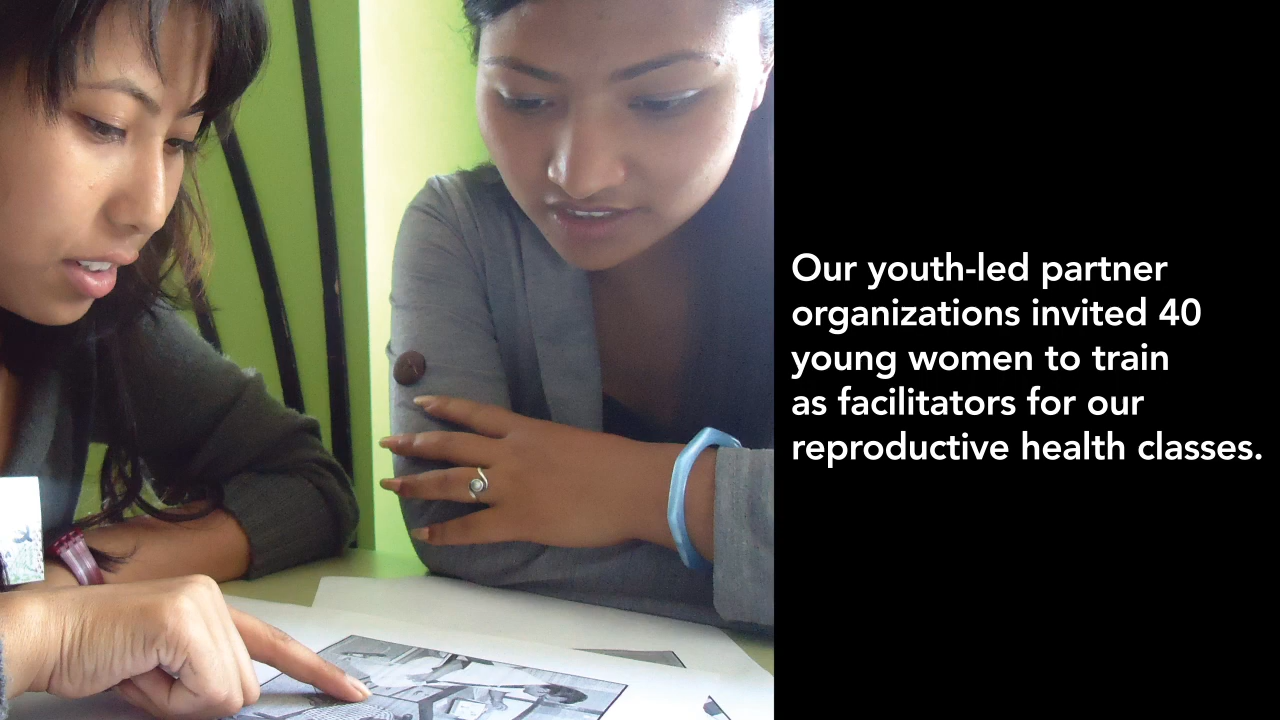 Our youth-led partner
organizations invited 40
young women to train
as facilitators for our
reproductive health classes.